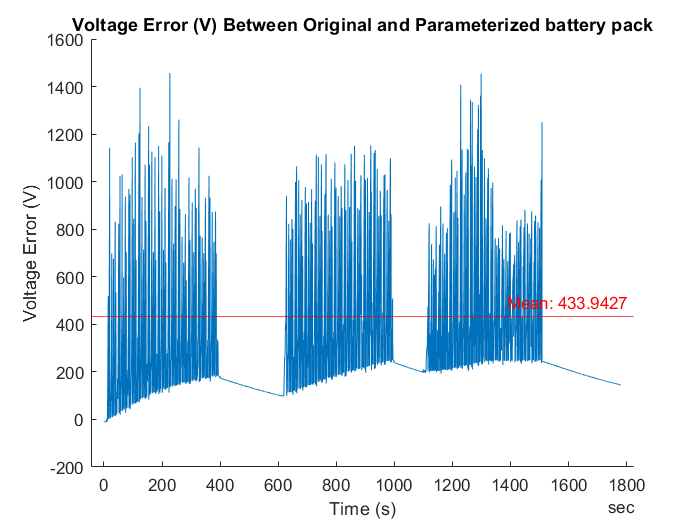 Voltage Error (V) Between Original and Parameterized battery pack
1600
1400
1200
1000
800
600
400
200
0
-200
Voltage Error (V)
Mean: 433.9427
0 200 400 600 800 1000 1200 1400 1600 1800
Time (s)
sec